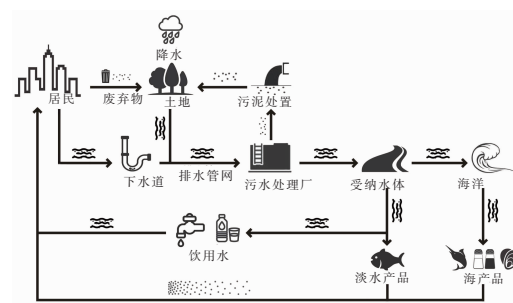 降水
居民
废弃物
土地
污泥处置
下水道
排水管网
污水处理厂
受纳水体
海洋
饮用水
淡水产品
海产品